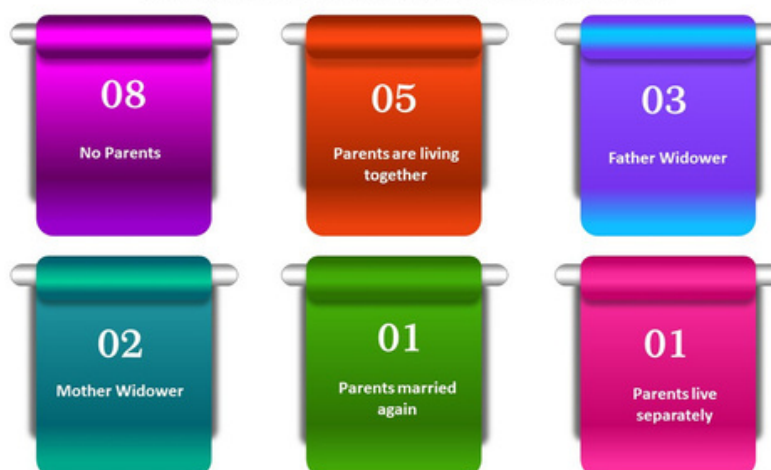 08
No Parents
05
Parents are living
together
03
Father Widower
02
Mother Widower
01
Parents married
again
01
Parents live
separately